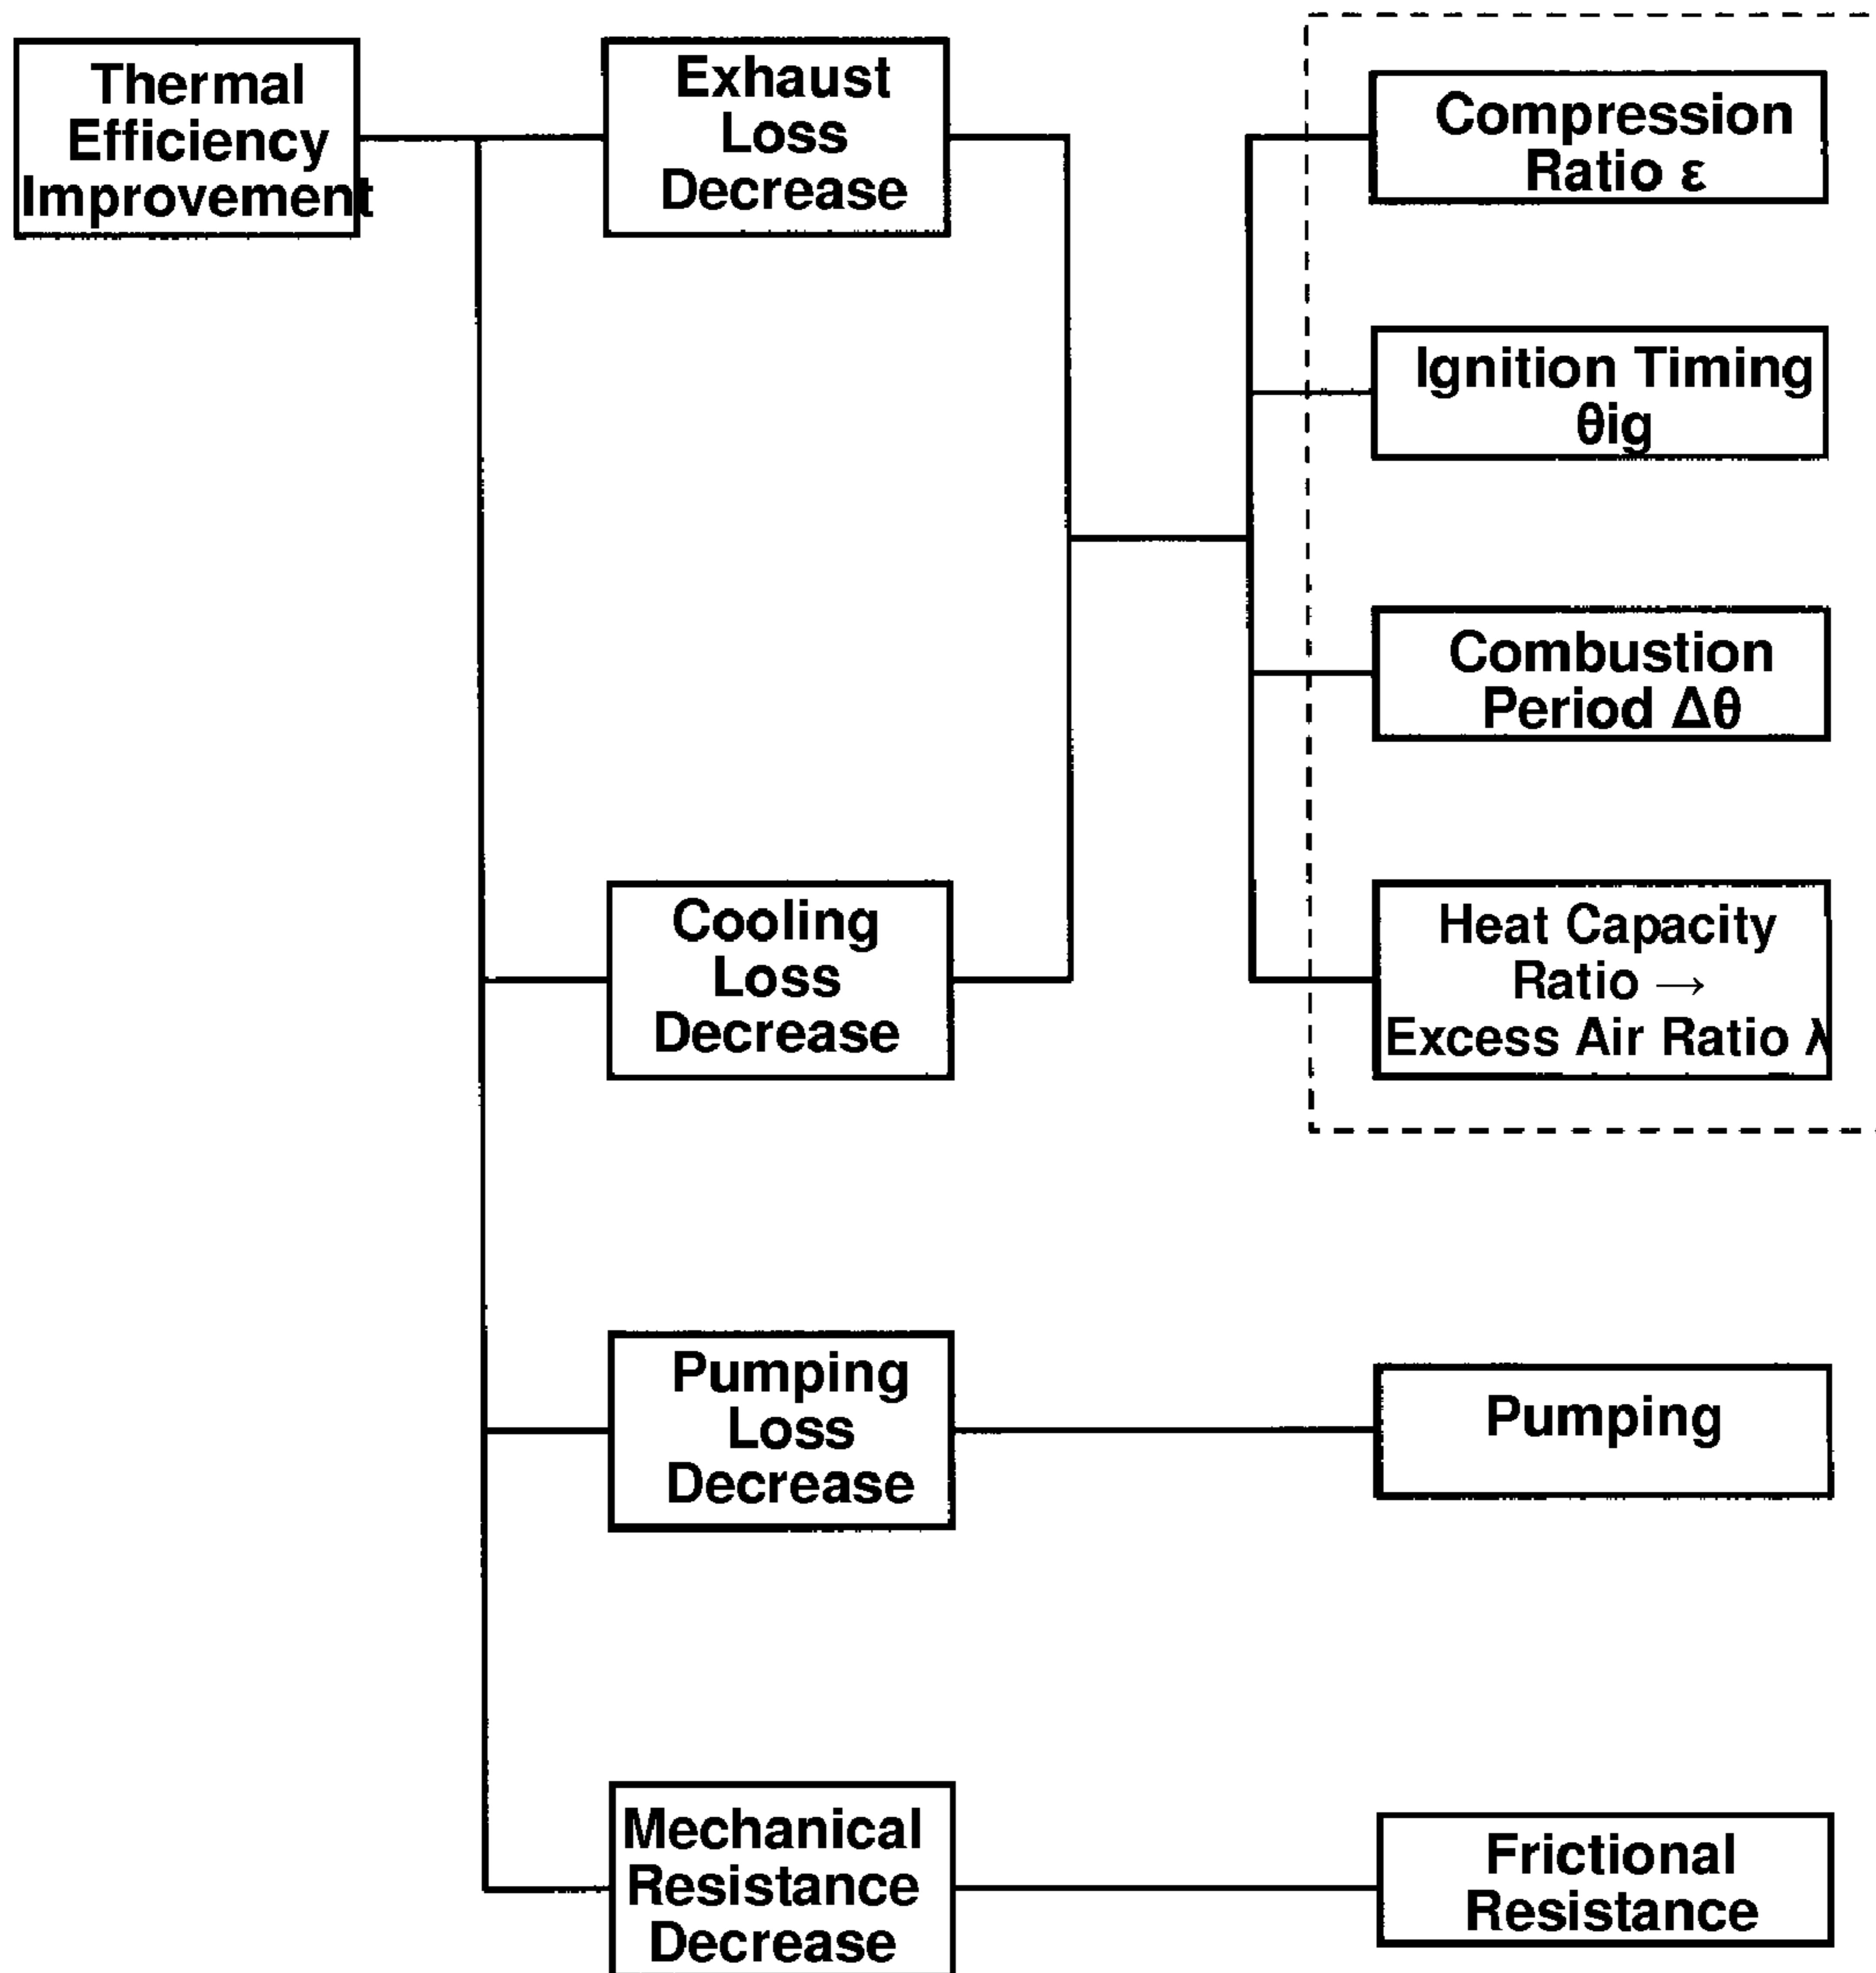 Thermal
Efficiency
Improvement
Exhaust
Loss
Decrease
Compression
Ratio ε
Ignition Timing
θig
Combustion
Period Δθ
Cooling
Loss
Decrease
Heat Capacity
Ratio →
Excess Air Ratio λ
Pumping
Loss
Decrease
Pumping
Mechanical
Resistance
Decrease
Frictional
Resistance